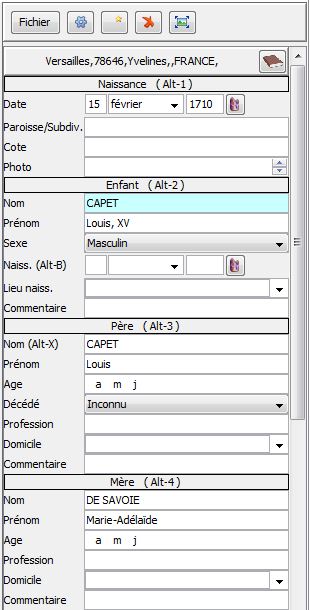 Fichier
Versailles,78646,Yvelines,,FRANCE,
Naissance (Alt-1)
Date 15 février 1710
Paroisse/Subdiv.
Cote
Photo
Enfant (Alt-2)
Nom CAPET
Prénom Louis, XV
Sexe Masculin
Naiss. (Alt-B)
Lieu naiss.
Commentaire
Père (Alt-3)
Nom (Alt-X) CAPET
Prénom Louis
Age a m j
Décédé Inconnu
Profession
Domicile
Commentaire
Mère (Alt-4)
Nom DE SAVOIE
Prénom Marie-Adélaïde
Age a m j
Profession
Domicile
Commentaire